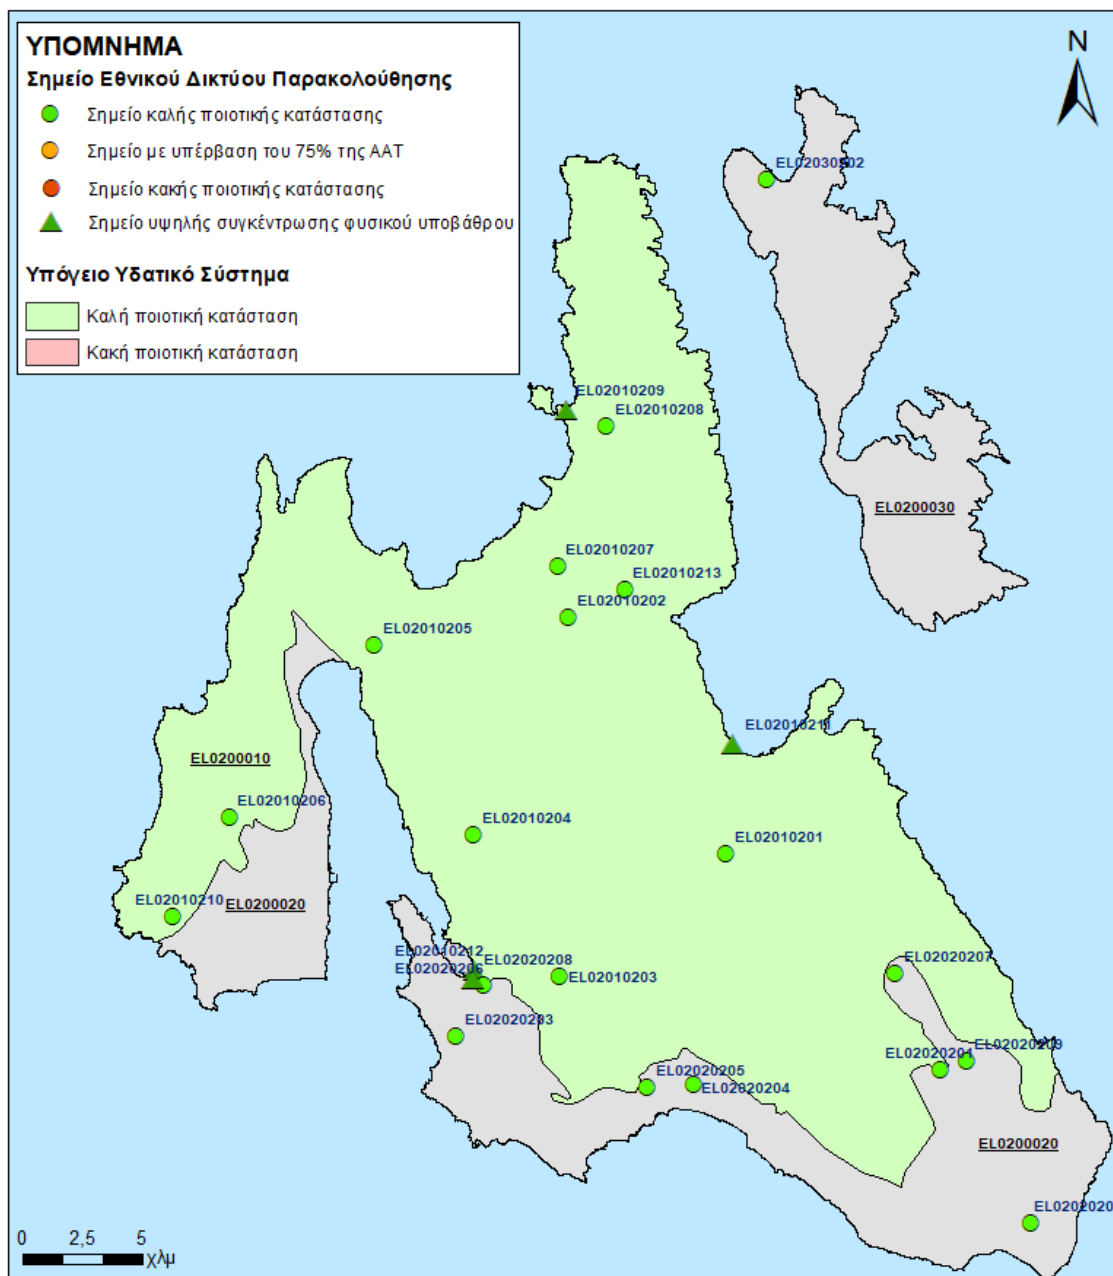 ΥΠΟΜΝΗΜΑ
Σημείο Εθνικού Δικτύου Παρακολούθησης
Σημείο καλής ποιοτικής κατάστασης
Σημείο με υπέρβαση του 75% της ΑΑΤ
Σημείο κακής ποιοτικής κατάστασης
Σημείο υψηλής συγκέντρωσης φυσικού υποβάθρου
Υπόγειο Υδατικό Σύστημα
Καλή ποιοτική κατάσταση
Κακή ποιοτική κατάσταση
N
EL02030202
EL02010209
EL02010208
EL0200030
EL02010207
EL02010213
EL02010202
EL02010205
EL02010211
EL0200010
EL02010206
EL02010204
EL02010201
EL02010210
EL0200020
EL02010212
EL02020208
EL02020206
EL02010203
EL02020207
EL02020203
EL02020209
EL02020201
EL02020205
EL02020204
EL0200020
EL0202020
0 2,5 5
χλμ